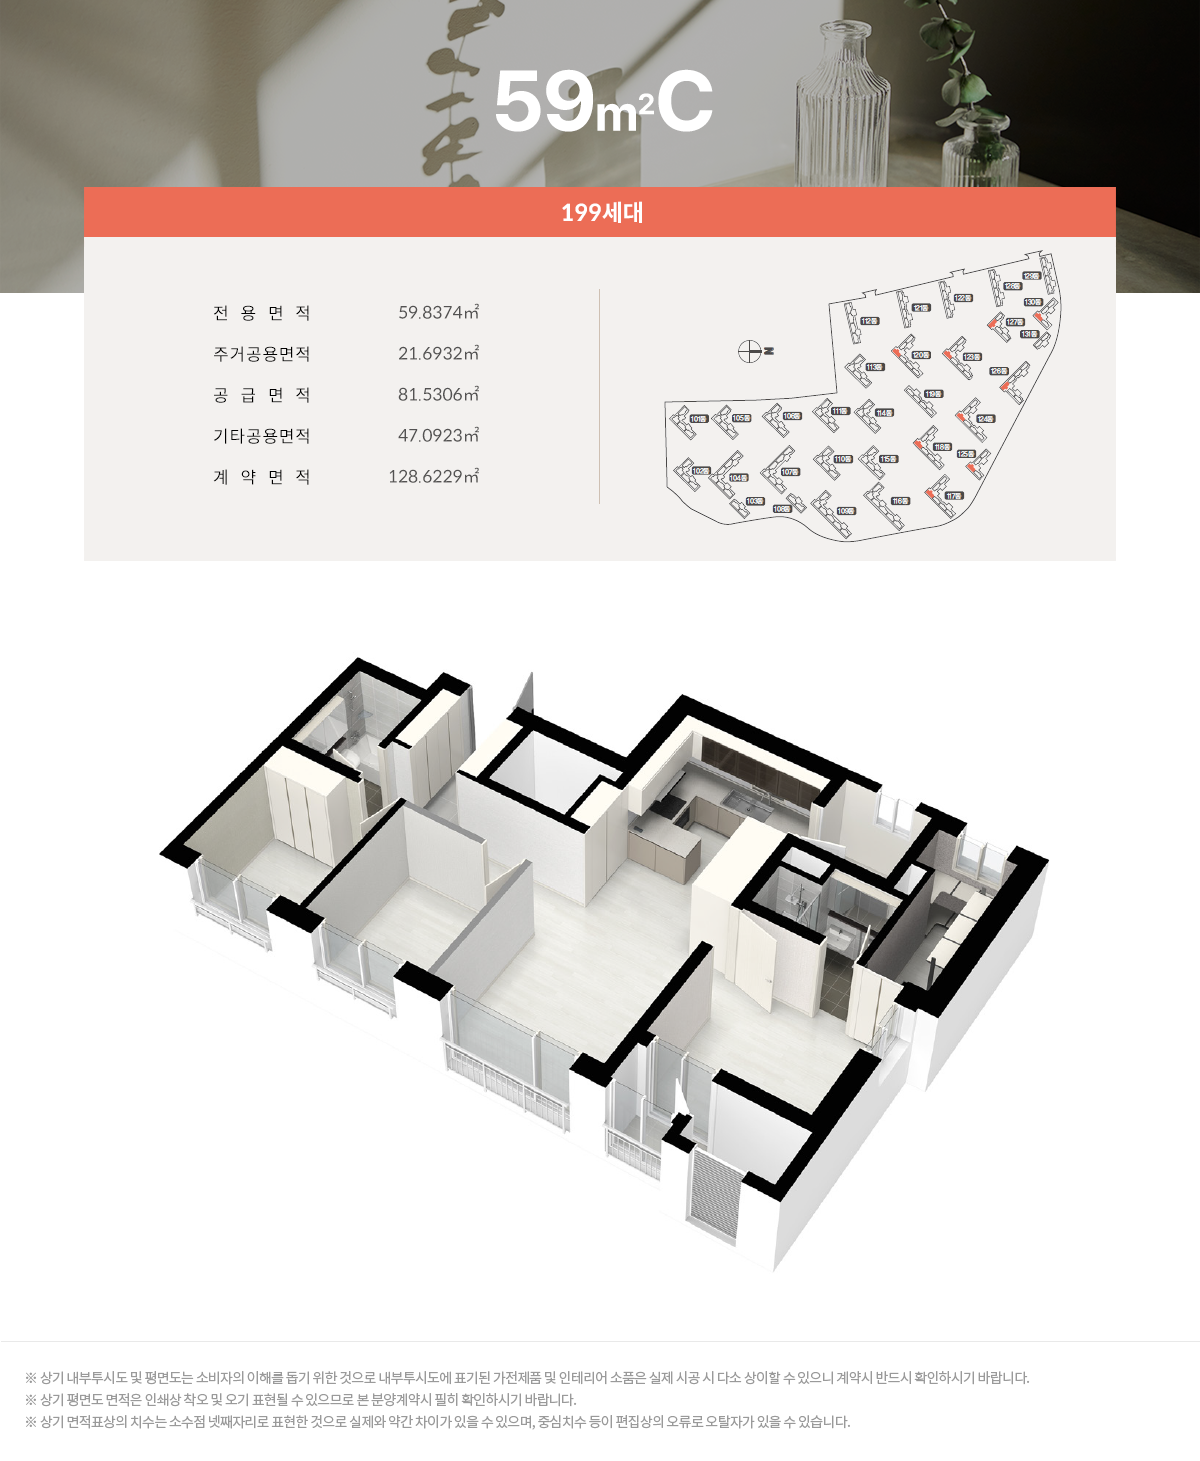 59m²C
199세대
전용면적 59.8374㎡
주거공용면적 21.6932㎡
공급면적 81.5306㎡
기타공용면적 47.0923㎡
계약면적 128.6229㎡
N
129동
128동
122동
130동
121동
112동
127동
131동
120동
123동
113동
126동
119동
111동
114동
101동
105동
124동
118동
125동
110동
115동
102동
107동
104동
117동
103동
116동
※ 상기 내부투시도 및 평면도는 소비자의 이해를 돕기 위한 것으로 내부투시도에 표기된 가전제품 및 인테리어 소품은 실제 시공 시 다소 상이할 수 있으니 계약시 반드시 확인하시기 바랍니다.
※ 상기 평면도 면적은 인쇄상 착오 및 오기 표현될 수 있으므로 본 분양계약시 필히 확인하시기 바랍니다.
※ 상기 면적표상의 치수는 소수점 넷째자리로 표현한 것으로 실제와 약간 차이가 있을 수 있으며, 중심치수 등이 편집상의 오류로 오탈자가 있을 수 있습니다.